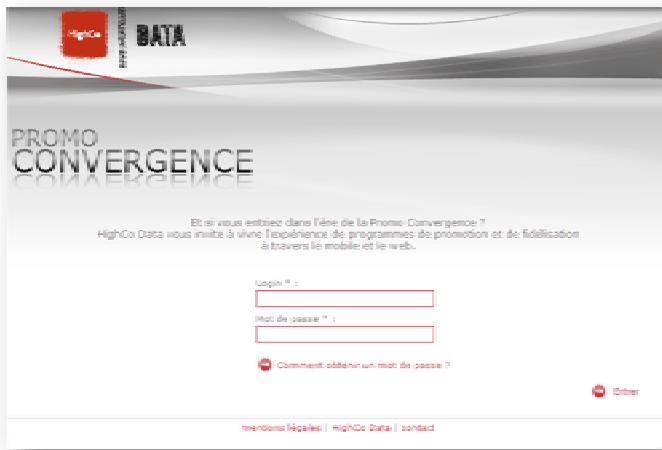 HighCo
DATA
PROMO
CONVERGENCE
Et si vous entriez dans l'ère de la Promo Convergence ?
HighCo Data vous invite à vivre l'expérience de programmes de promotion et de fidélisation
à travers le mobile et le web.
Login * :
Mot de passe * :
Comment obtenir un mot de passe ?
Entrer
mentions légales | HighCo Data | contact